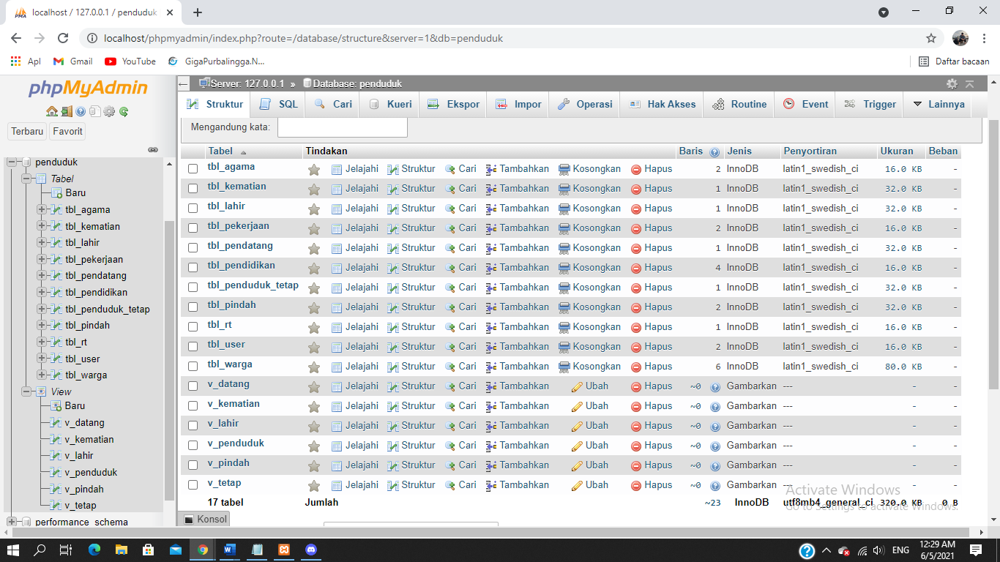 localhost / 127.0.0.1 / penduduk
localhost/phpmyadmin/index.php?route=/database/structure&server=1&db=penduduk
Apl Gmail YouTube GigaPurbalingga.N... Daftar bacaan
phpMyAdmin
Terbaru Favorit
penduduk
Tabel
Baru
tbl_agama
tbl_kematian
tbl_lahir
tbl_pekerjaan
tbl_pendatang
tbl_pendidikan
tbl_penduduk_tetap
tbl_pindah
tbl_rt
tbl_user
tbl_warga
View
Baru
v_datang
v_kematian
v_lahir
v_penduduk
v_pindah
v_tetap
performance_schema
Server: 127.0.0.1 » Database: penduduk
Struktur SQL Cari Kueri Ekspor Impor Operasi Hak Akses Routine Event Trigger Lainnya
Mengandung kata:
Tabel Tindakan Baris Jenis Penyortiran Ukuran Beban
tbl_agama Jelajahi Struktur Cari Tambahkan Kosongkan Hapus 2 InnoDB latin1_swedish_ci 16.0 KB -
tbl_kematian Jelajahi Struktur Cari Tambahkan Kosongkan Hapus 1 InnoDB latin1_swedish_ci 32.0 KB -
tbl_lahir Jelajahi Struktur Cari Tambahkan Kosongkan Hapus 1 InnoDB latin1_swedish_ci 32.0 KB -
tbl_pekerjaan Jelajahi Struktur Cari Tambahkan Kosongkan Hapus 2 InnoDB latin1_swedish_ci 16.0 KB -
tbl_pendatang Jelajahi Struktur Cari Tambahkan Kosongkan Hapus 1 InnoDB latin1_swedish_ci 32.0 KB -
tbl_pendidikan Jelajahi Struktur Cari Tambahkan Kosongkan Hapus 4 InnoDB latin1_swedish_ci 16.0 KB -
tbl_penduduk_tetap Jelajahi Struktur Cari Tambahkan Kosongkan Hapus 1 InnoDB latin1_swedish_ci 32.0 KB -
tbl_pindah Jelajahi Struktur Cari Tambahkan Kosongkan Hapus 2 InnoDB latin1_swedish_ci 32.0 KB -
tbl_rt Jelajahi Struktur Cari Tambahkan Kosongkan Hapus 1 InnoDB latin1_swedish_ci 16.0 KB -
tbl_user Jelajahi Struktur Cari Tambahkan Kosongkan Hapus 2 InnoDB latin1_swedish_ci 16.0 KB -
tbl_warga Jelajahi Struktur Cari Tambahkan Kosongkan Hapus 6 InnoDB latin1_swedish_ci 80.0 KB -
v_datang Jelajahi Struktur Cari Tambahkan Ubah Hapus ~0 Gambarkan --- - -
v_kematian Jelajahi Struktur Cari Tambahkan Ubah Hapus ~0 Gambarkan --- - -
v_lahir Jelajahi Struktur Cari Tambahkan Ubah Hapus ~0 Gambarkan --- - -
v_penduduk Jelajahi Struktur Cari Tambahkan Ubah Hapus ~0 Gambarkan --- - -
v_pindah Jelajahi Struktur Cari Tambahkan Ubah Hapus ~0 Gambarkan --- - -
v_tetap Jelajahi Struktur Cari Tambahkan Ubah Hapus ~0 Gambarkan --- - -
17 tabel Jumlah ~23 InnoDB utf8mb4_general_ci 320.0 KB 0 B
Activate Windows
Go to Settings to activate Windows.
Konsol
ENG
12:29 AM
6/5/2021